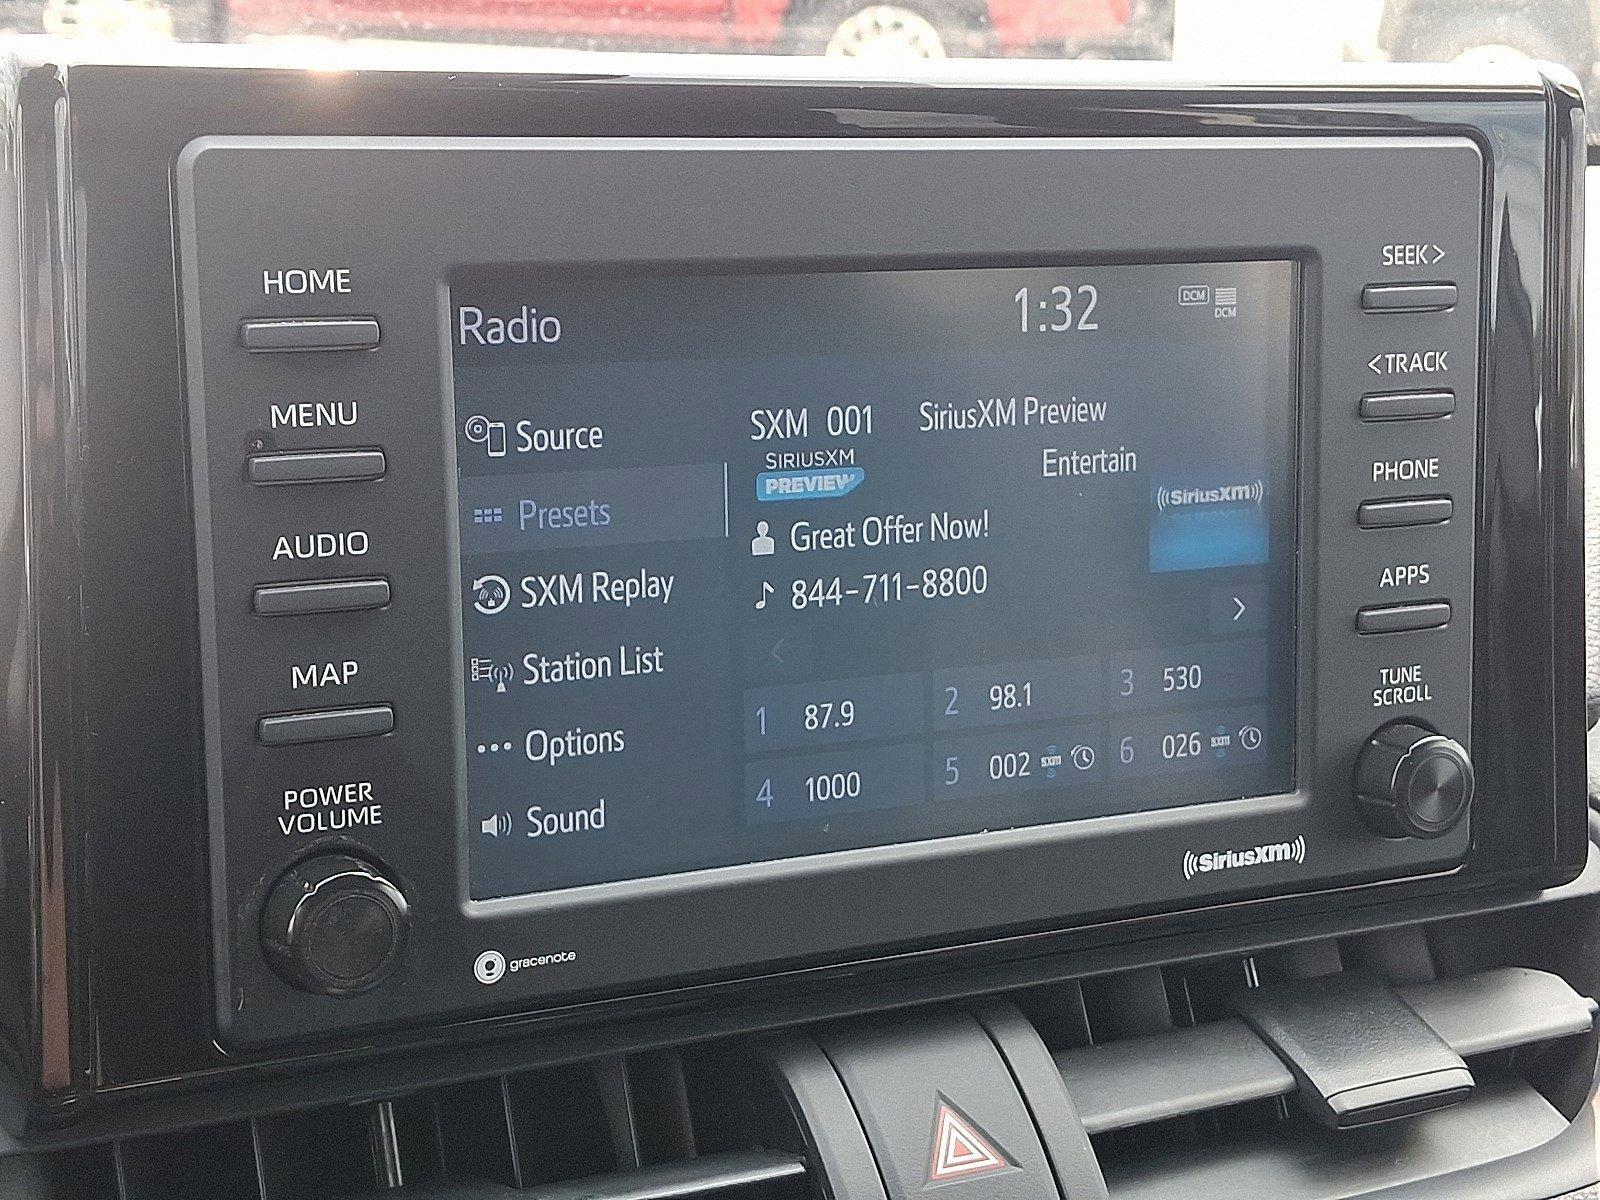 HOME
MENU
AUDIO
MAP
POWER
VOLUME
Radio
1:32
DCM
DCM
Source
Presets
SXM Replay
Station List
Options
Sound
SXM 001 SiriusXM Preview
SIRIUSXM
PREVIEW
Entertain
((SiriusXM))
Great Offer Now!
844-711-8800
<
>
1 87.9
2 98.1
3 530
4 1000
5 002 SXM
6 026 SXM
SEEK >
< TRACK
PHONE
APPS
TUNE
SCROLL
gracenote
((SiriusXM))